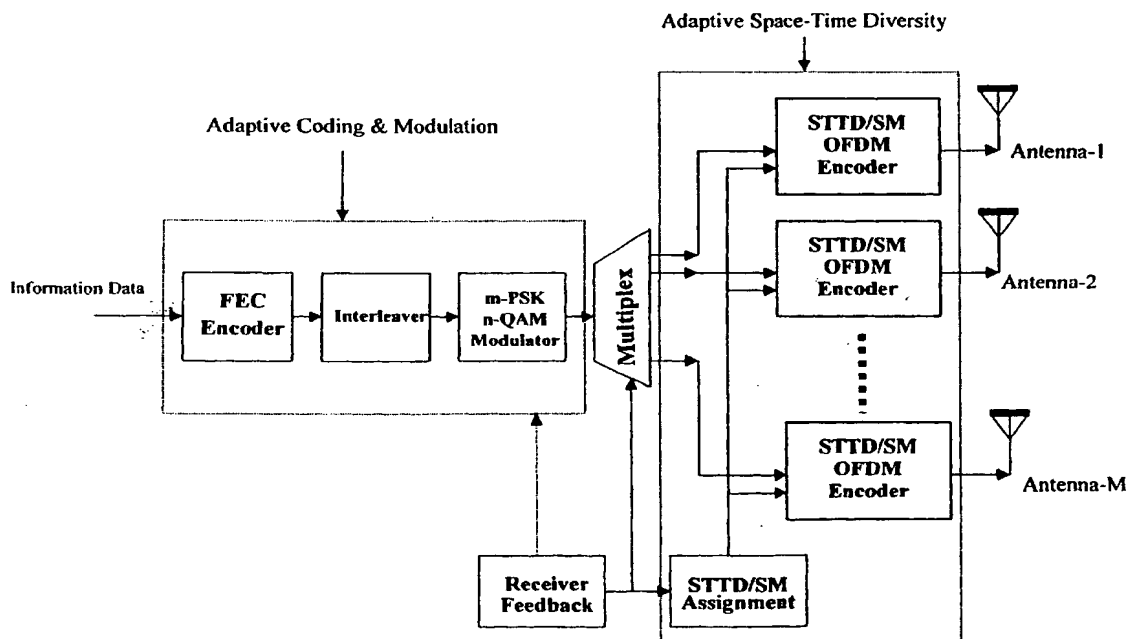 Adaptive Space-Time Diversity
Adaptive Coding & Modulation
STTD/SM
OFDM
Encoder
Antenna-1
STTD/SM
OFDM
Encoder
Antenna-2
Information Data
FEC
Encoder
Interleaver
m-PSK
n-QAM
Modulator
Multiplex
STTD/SM
OFDM
Encoder
Antenna-M
Receiver
Feedback
STTD/SM
Assignment